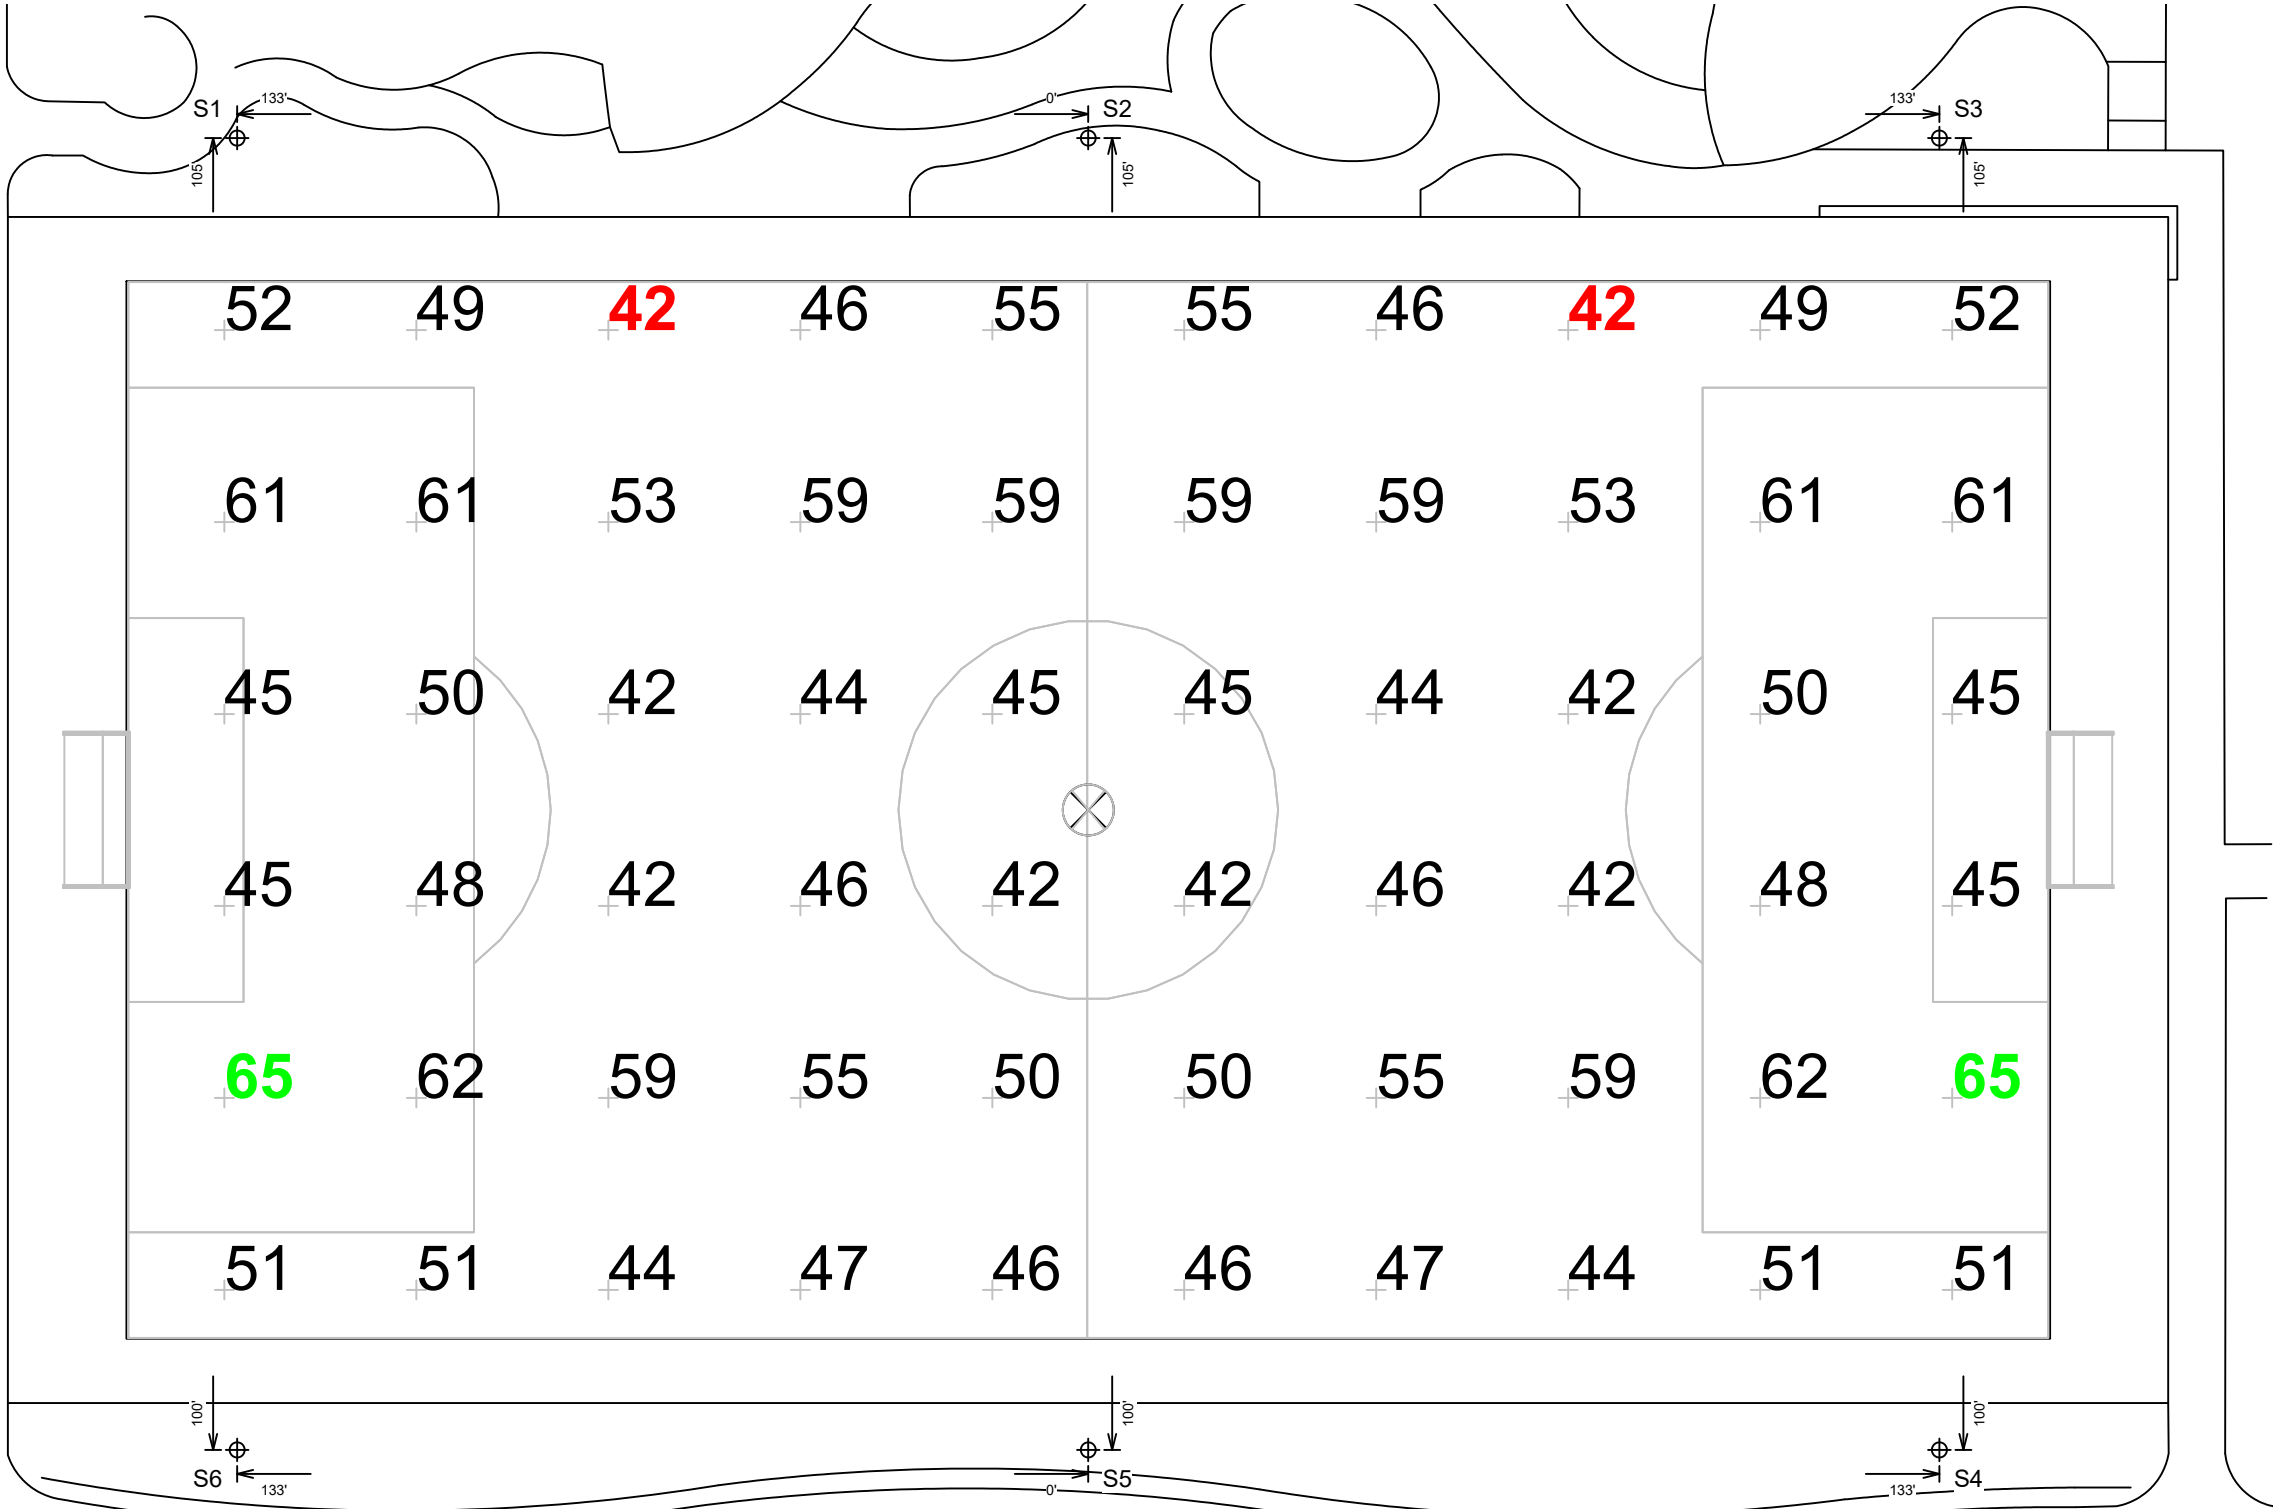 S1 133' 0' S2 133' S3
105' 105' 105'
52 49 42 46 55 55 46 42 49 52
61 61 53 59 59 59 59 53 61 61
45 50 42 44 45 45 44 42 50 45
45 48 42 46 42 42 46 42 48 45
65 62 59 55 50 50 55 59 62 65
51 51 44 47 46 46 47 44 51 51
100' 100' 100'
S6 133' 0' S5 133' S4